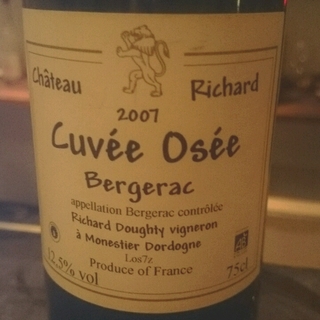 Château Richard
2007
Cuvée Osée
Bergerac
appellation Bergerac contrôlée
Richard Doughty vigneron
à Monestier Dordogne
Los7z
12,5% vol Produce of France 75cl